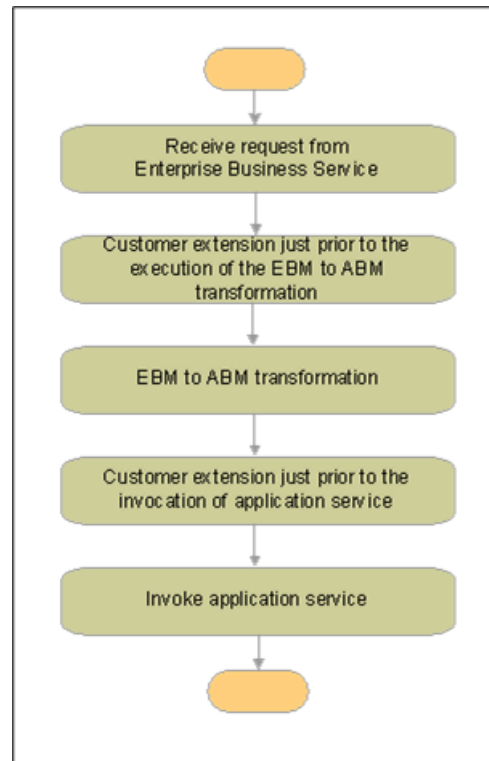 Receive request from
Enterprise Business Service
Customer extension just prior to the
execution of the EBM to ABM
transformation
EBM to ABM transformation
Customer extension just prior to the
invocation of application service
Invoke application service